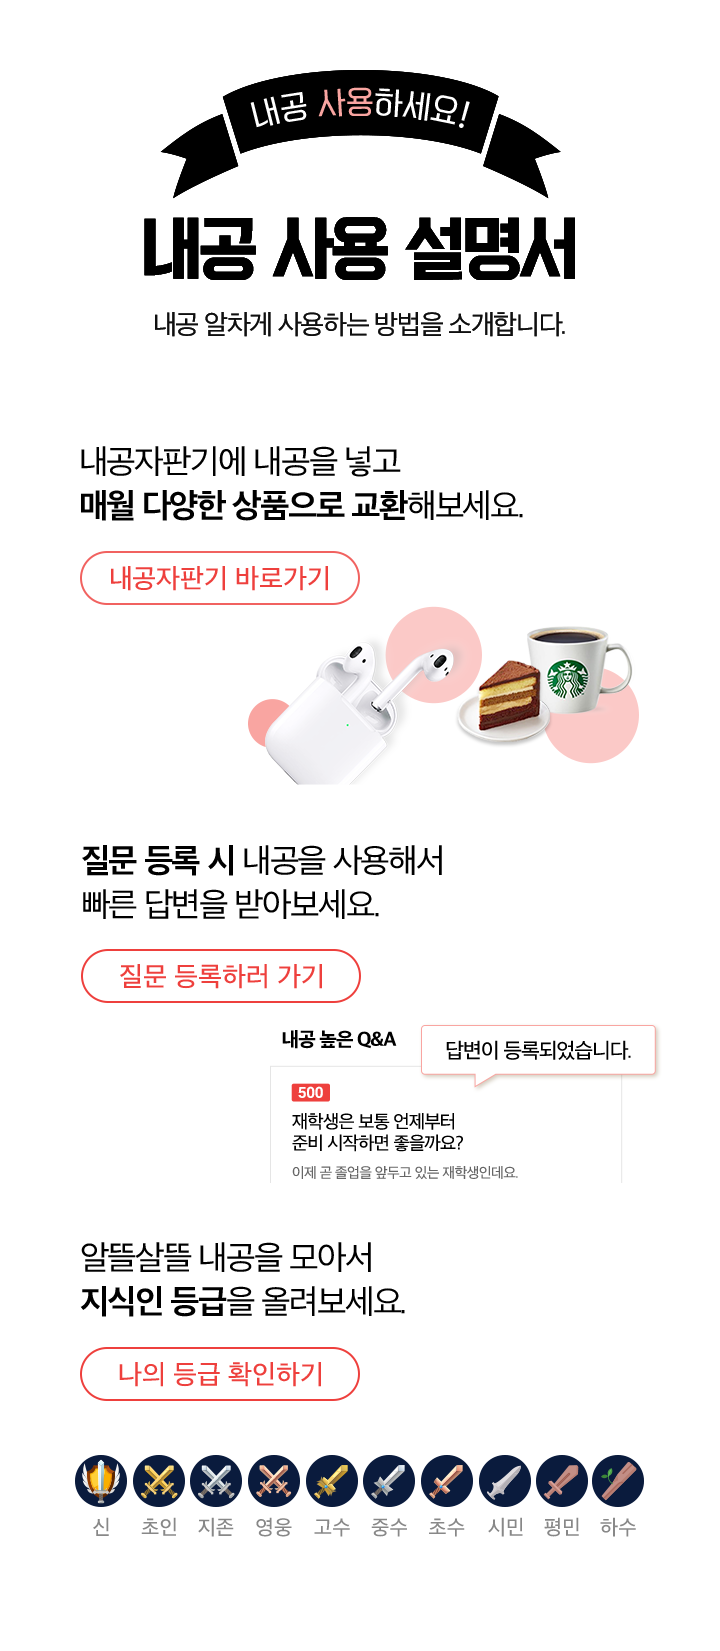 내공 사용하세요!
내공 사용 설명서
내공 알차게 사용하는 방법을 소개합니다.
내공자판기에 내공을 넣고
매월 다양한 상품으로 교환해보세요.
내공자판기 바로가기
질문 등록 시 내공을 사용해서
빠른 답변을 받아보세요.
질문 등록하러 가기
내공 높은 Q&A
답변이 등록되었습니다.
500
재학생은 보통 언제부터
준비 시작하면 좋을까요?
이제 곧 졸업을 앞두고 있는 재학생인데요.
알뜰살뜰 내공을 모아서
지식인 등급을 올려보세요.
나의 등급 확인하기
신 초인 지존 영웅 고수 중수 초수 시민 평민 하수